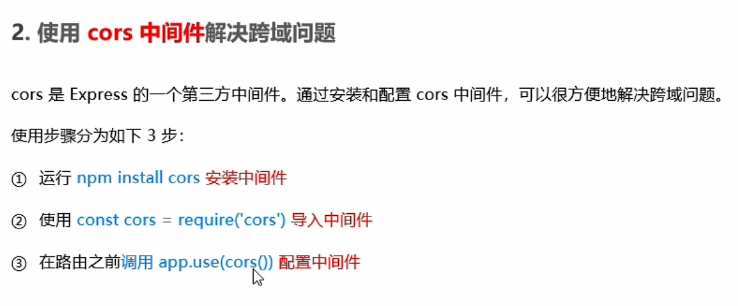 2. 使用 cors 中间件解决跨域问题
cors 是 Express 的一个第三方中间件。通过安装和配置 cors 中间件，可以很方便地解决跨域问题。
使用步骤分为如下 3 步：
① 运行 npm install cors 安装中间件
② 使用 const cors = require('cors') 导入中间件
③ 在路由之前调用 app.use(cors()) 配置中间件